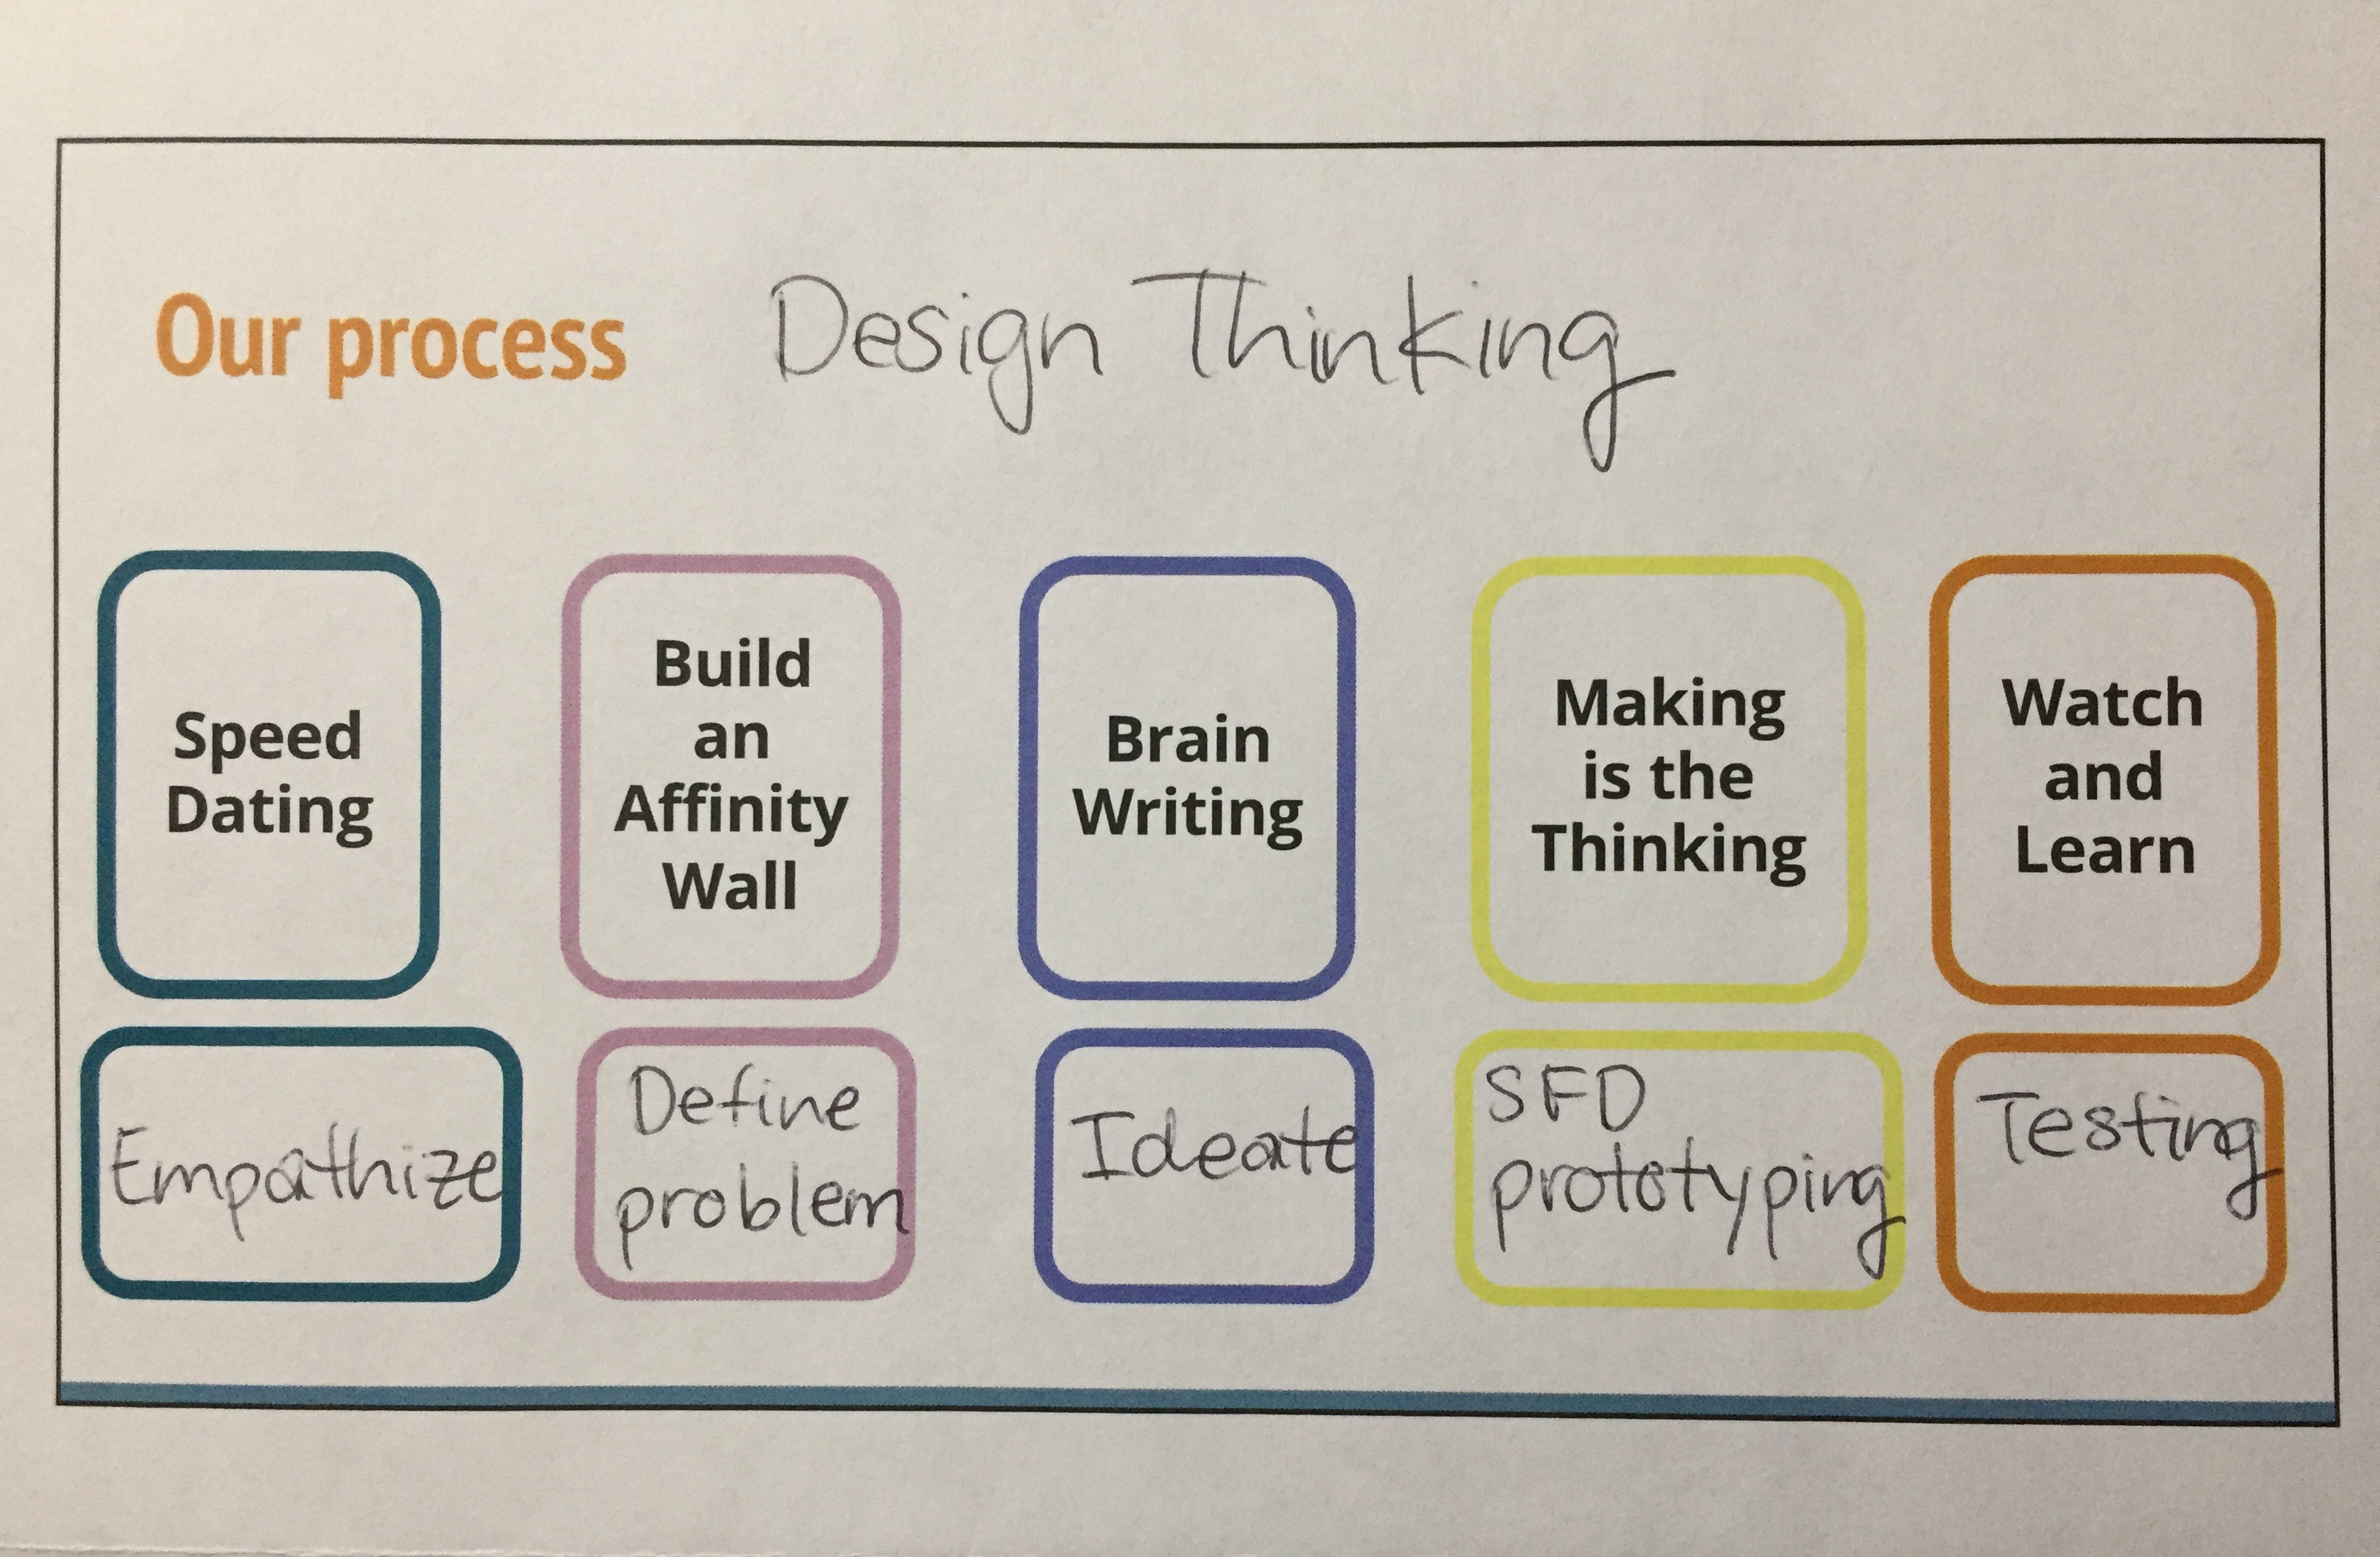 Our process Design Thinking
Speed
Dating
Build
an
Affinity
Wall
Brain
Writing
Making
is the
Thinking
Watch
and
Learn
Empathize
Define
problem
Ideate
SFD
prototyping
Testing